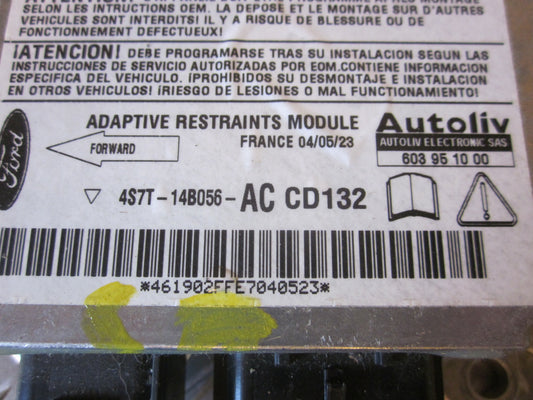 SELON INSTRUCTIONS OEM. LA DEPOSE ET LE MONTAGE SUR D'AUTRES
VEHICULES SONT INTERDITS! IL Y A RISQUE DE BLESSURE OU DE
FONCTIONNEMENT DEFECTUEUX!
¡ATENCION! DEBE PROGRAMARSE TRAS SU INSTALACION SEGUN LAS
INSTRUCCIONES DE SERVICIO AUTORIZADAS POR EOM.CONTIENE INFORMACION
ESPECIFICA DEL VEHICULO. ¡PROHIBIDOS SU DESMONTAJE E INSTALACION
EN OTROS VEHICULOS! ¡RIESGO DE LESIONES O MAL FUNCIONAMIENTO!
Ford
FORWARD
ADAPTIVE RESTRAINTS MODULE
FRANCE 04/05/23
Autoliv
AUTOLIV ELECTRONIC SAS
603 95 10 00
4S7T-14B056-AC CD132
*461902FFE7040523*